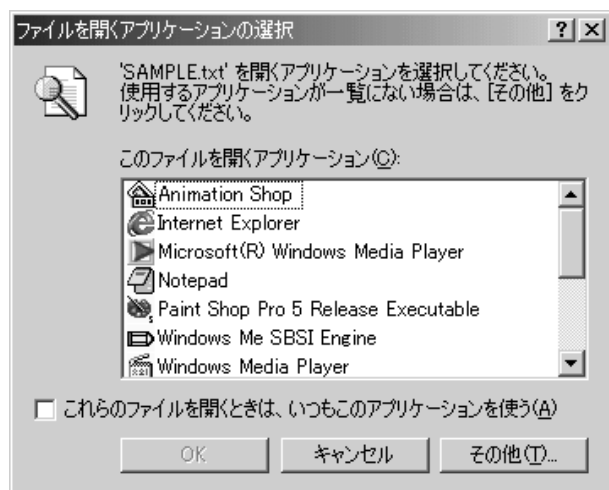 ファイルを開くアプリケーションの選択
'SAMPLE.txt' を開くアプリケーションを選択してください。
使用するアプリケーションが一覧にない場合は、[その他] をク
リックしてください。
このファイルを開くアプリケーション(C):
Animation Shop
Internet Explorer
Microsoft(R) Windows Media Player
Notepad
Paint Shop Pro 5 Release Executable
Windows Me SBSI Engine
Windows Media Player
これらのファイルを開くときは、いつもこのアプリケーションを使う(A)
OK キャンセル その他(T)...